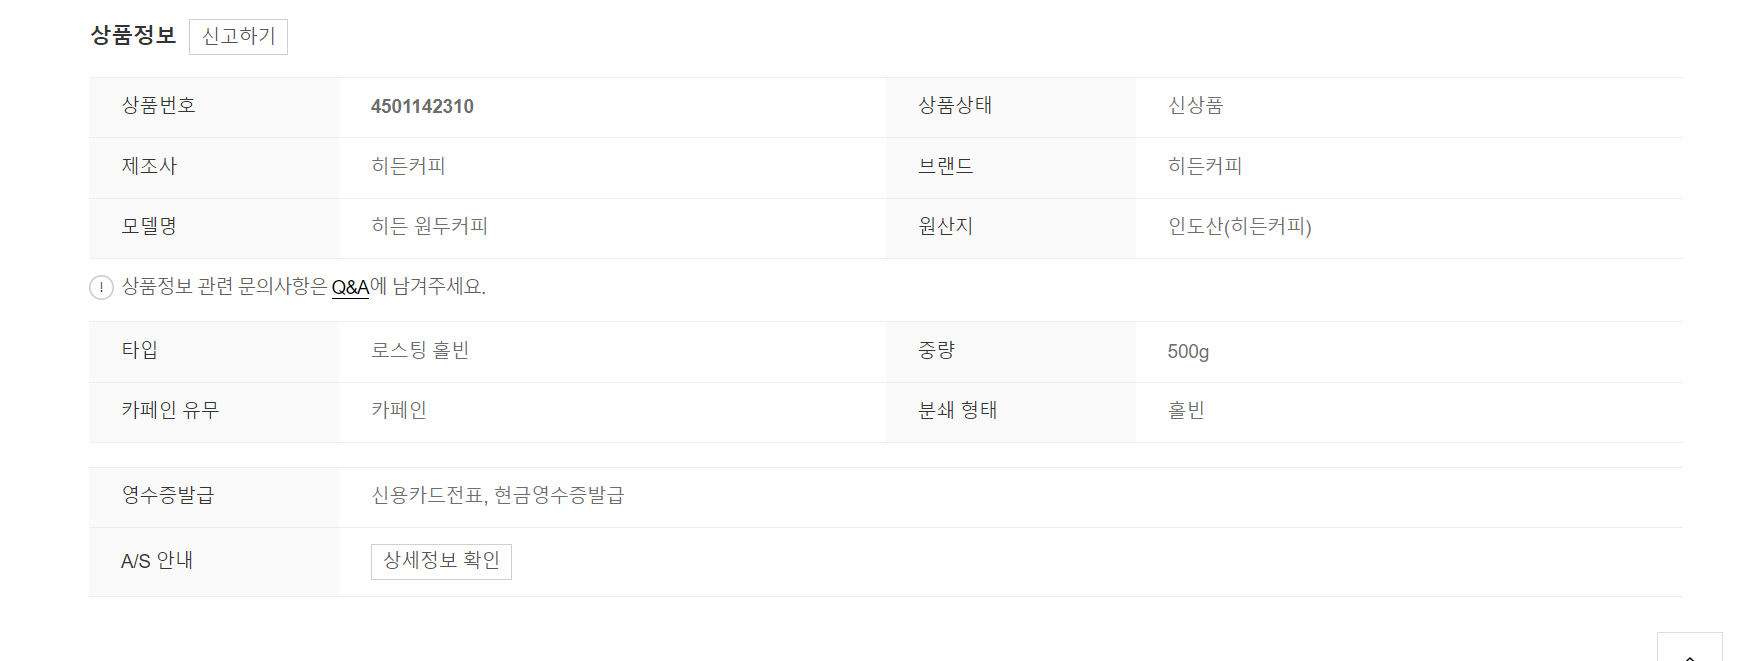 상품정보 신고하기
상품번호 4501142310 상품상태 신상품
제조사 히든커피 브랜드 히든커피
모델명 히든 원두커피 원산지 인도산(히든커피)
! 상품정보 관련 문의사항은 Q&A에 남겨주세요.
타입 로스팅 홀빈 중량 500g
카페인 유무 카페인 분쇄 형태 홀빈
영수증발급 신용카드전표, 현금영수증발급
A/S 안내 상세정보 확인